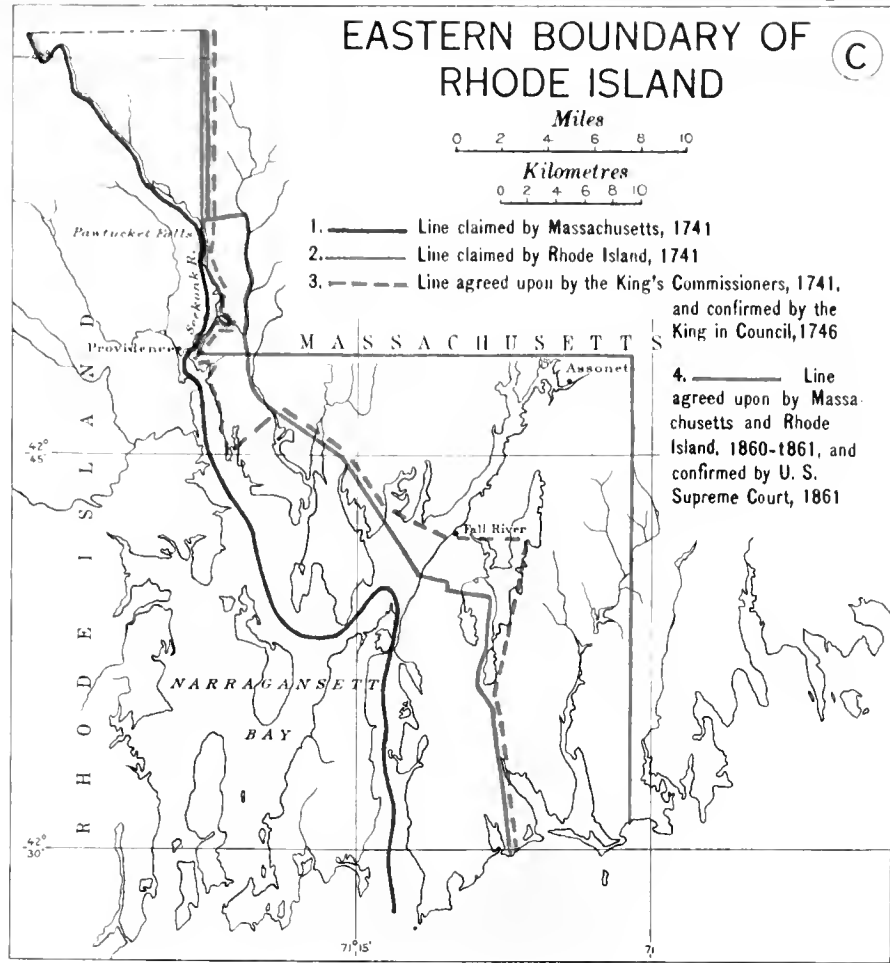 EASTERN BOUNDARY OF
RHODE ISLAND
C
Miles
0 2 4 6 8 10
Kilometres
0 2 4 6 8 10
1. Line claimed by Massachusetts, 1741
2. Line claimed by Rhode Island, 1741
3. Line agreed upon by the King's Commissioners, 1741,
and confirmed by the
King in Council, 1746
4. Line
agreed upon by Massa-
chusetts and Rhode
Island, 1860-1861, and
confirmed by U. S.
Supreme Court, 1861
Pawtucket Falls
Seekonk R.
Providence
MASSACHUSETTS
Assonet
42°
45'
Fall River
RHODE ISLAND
NARRAGANSETT
BAY
42°
30'
71°15'
71